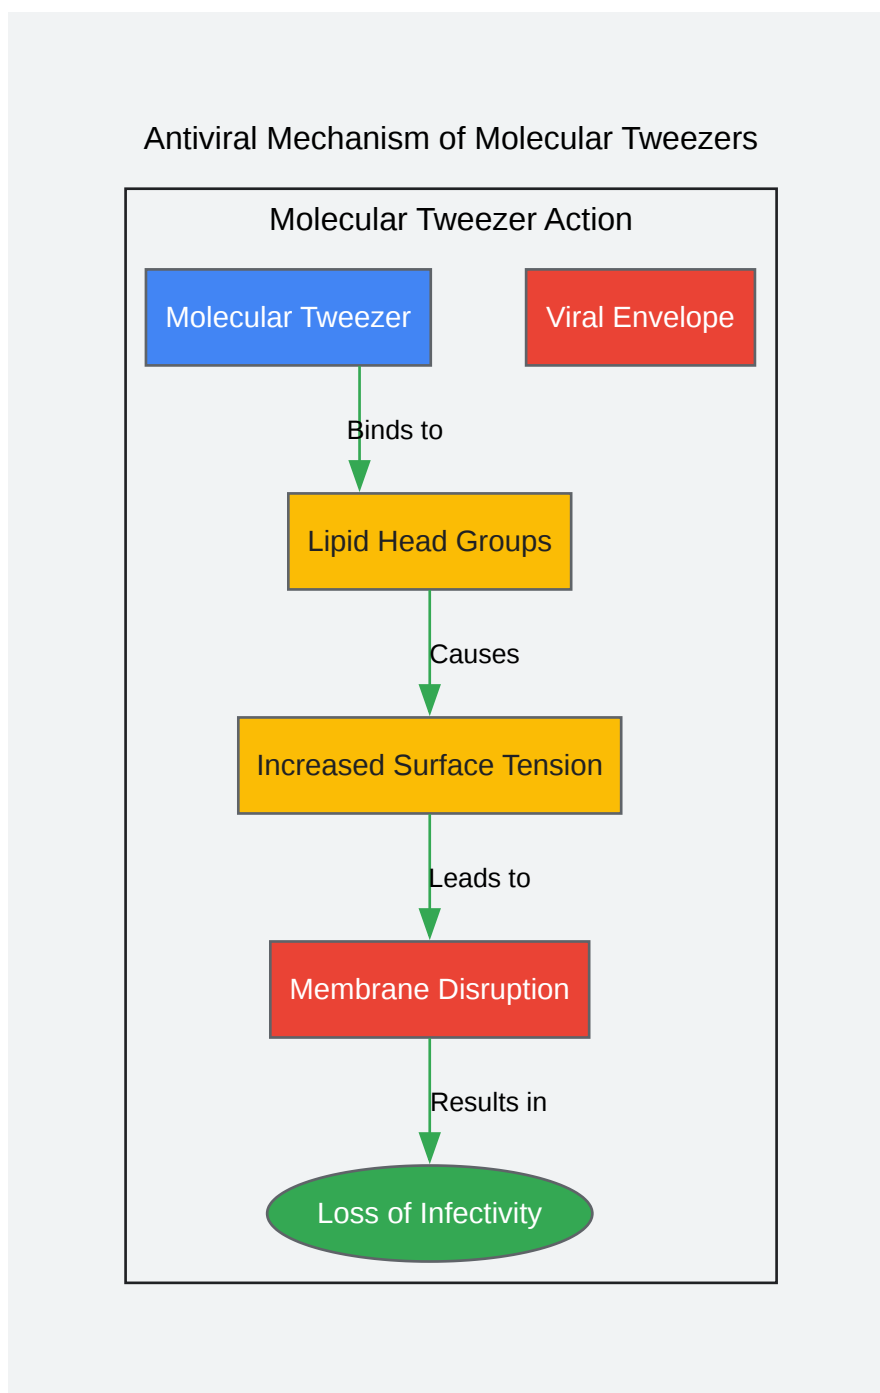 Antiviral Mechanism of Molecular Tweezers
Molecular Tweezer Action
Molecular Tweezer
Viral Envelope
Binds to
Lipid Head Groups
Causes
Increased Surface Tension
Leads to
Membrane Disruption
Results in
Loss of Infectivity